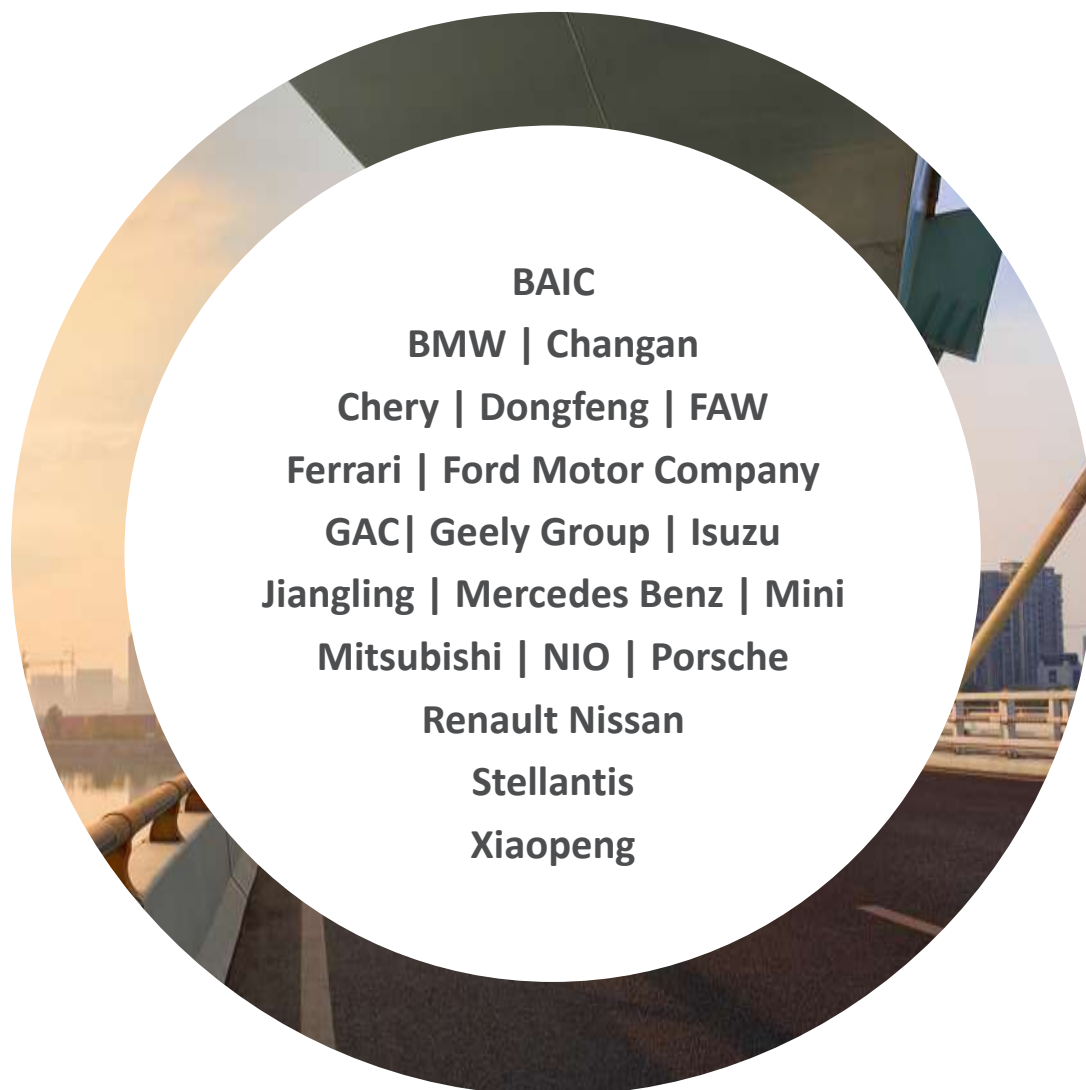 BAIC
BMW | Changan
Chery | Dongfeng | FAW
Ferrari | Ford Motor Company
GAC| Geely Group | Isuzu
Jiangling | Mercedes Benz | Mini
Mitsubishi | NIO | Porsche
Renault Nissan
Stellantis
Xiaopeng